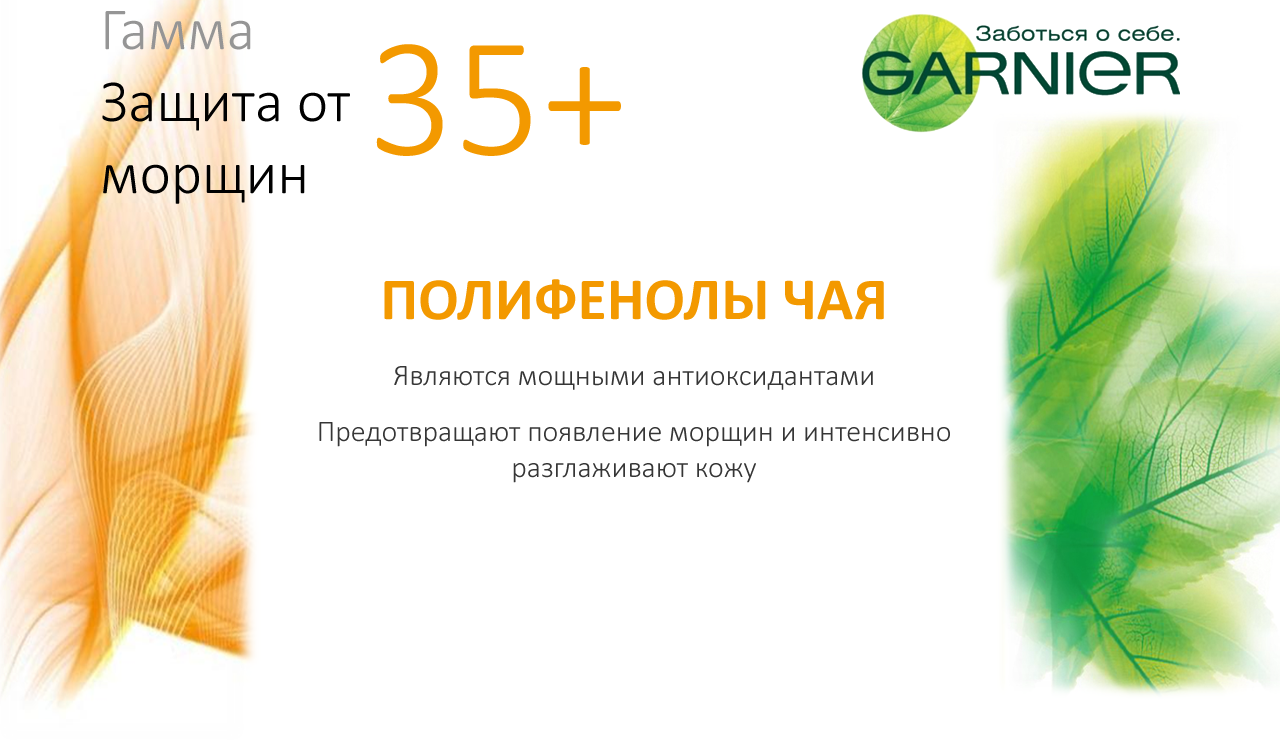 Гамма
Защита от
морщин
35+
Заботься о себе.
GARNIER
ПОЛИФЕНОЛЫ ЧАЯ
Являются мощными антиоксидантами
Предотвращают появление морщин и интенсивно
разглаживают кожу